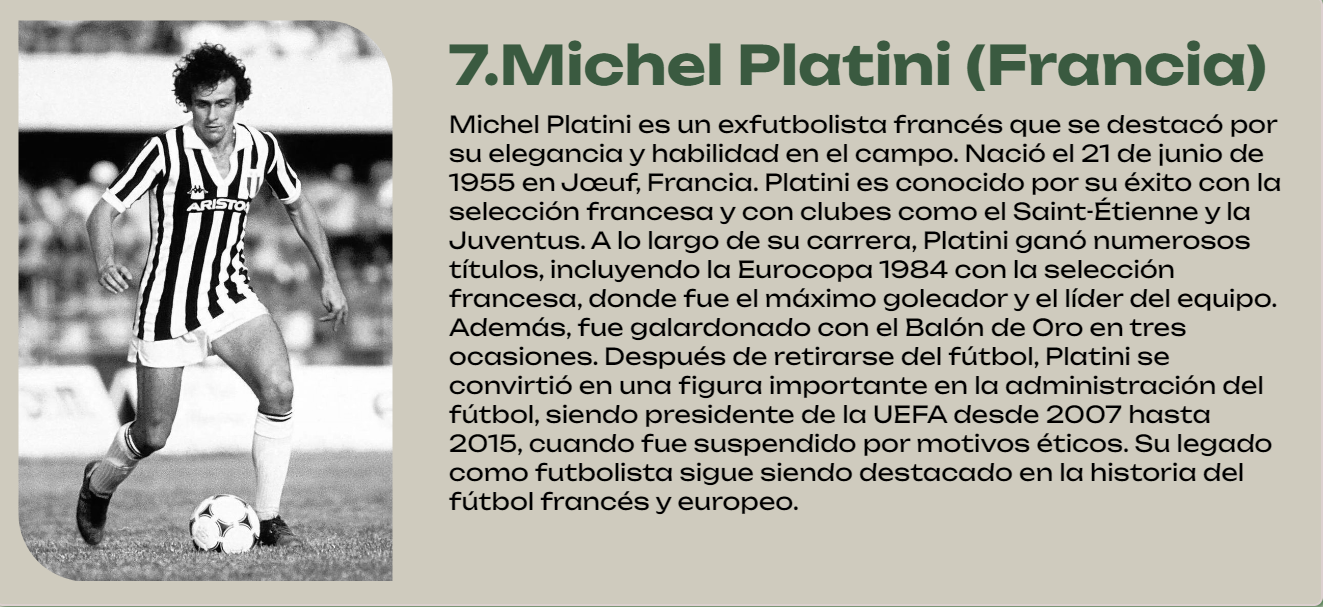 7.Michel Platini (Francia)
Michel Platini es un exfutbolista francés que se destacó por
su elegancia y habilidad en el campo. Nació el 21 de junio de
1955 en Jœuf, Francia. Platini es conocido por su éxito con la
selección francesa y con clubes como el Saint-Étienne y la
Juventus. A lo largo de su carrera, Platini ganó numerosos
títulos, incluyendo la Eurocopa 1984 con la selección
francesa, donde fue el máximo goleador y el líder del equipo.
Además, fue galardonado con el Balón de Oro en tres
ocasiones. Después de retirarse del fútbol, Platini se
convirtió en una figura importante en la administración del
fútbol, siendo presidente de la UEFA desde 2007 hasta
2015, cuando fue suspendido por motivos éticos. Su legado
como futbolista sigue siendo destacado en la historia del
fútbol francés y europeo.
ARISTON